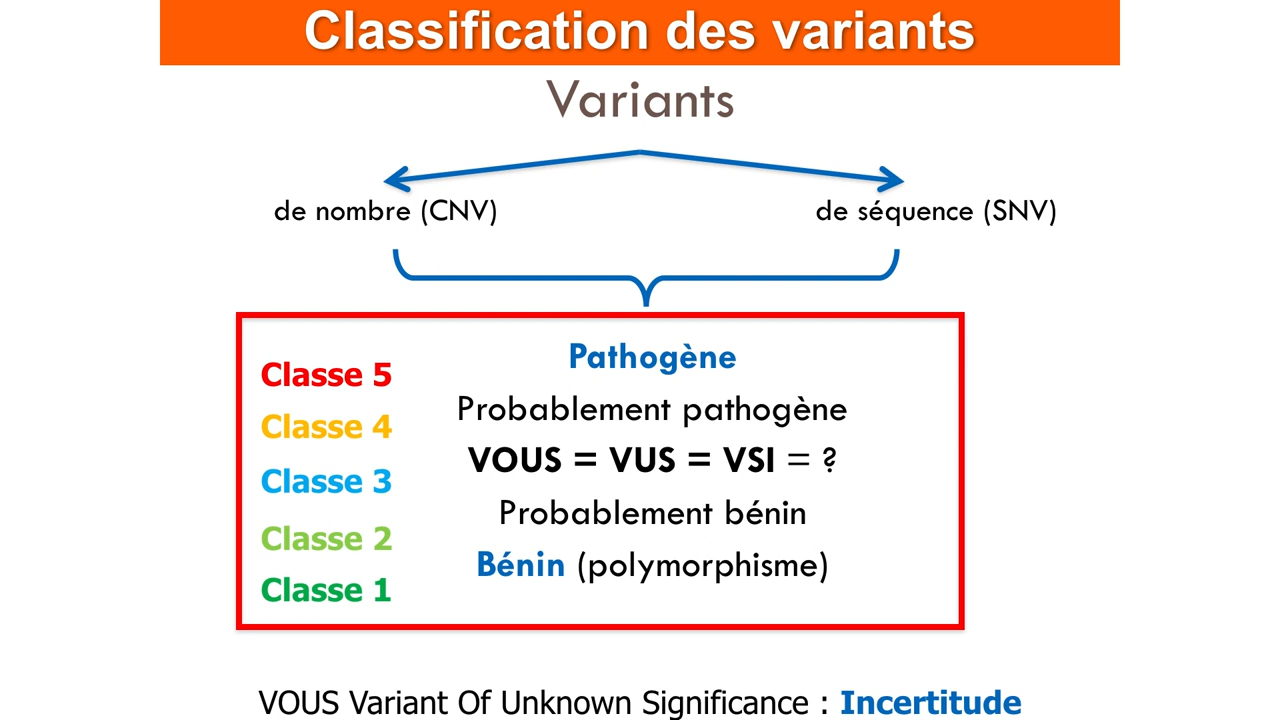 Classification des variants
Variants
de nombre (CNV)
de séquence (SNV)
Classe 5
Pathogène
Classe 4
Probablement pathogène
Classe 3
VOUS = VUS = VSI = ?
Classe 2
Probablement bénin
Classe 1
Bénin (polymorphisme)
VOUS Variant Of Unknown Significance : Incertitude